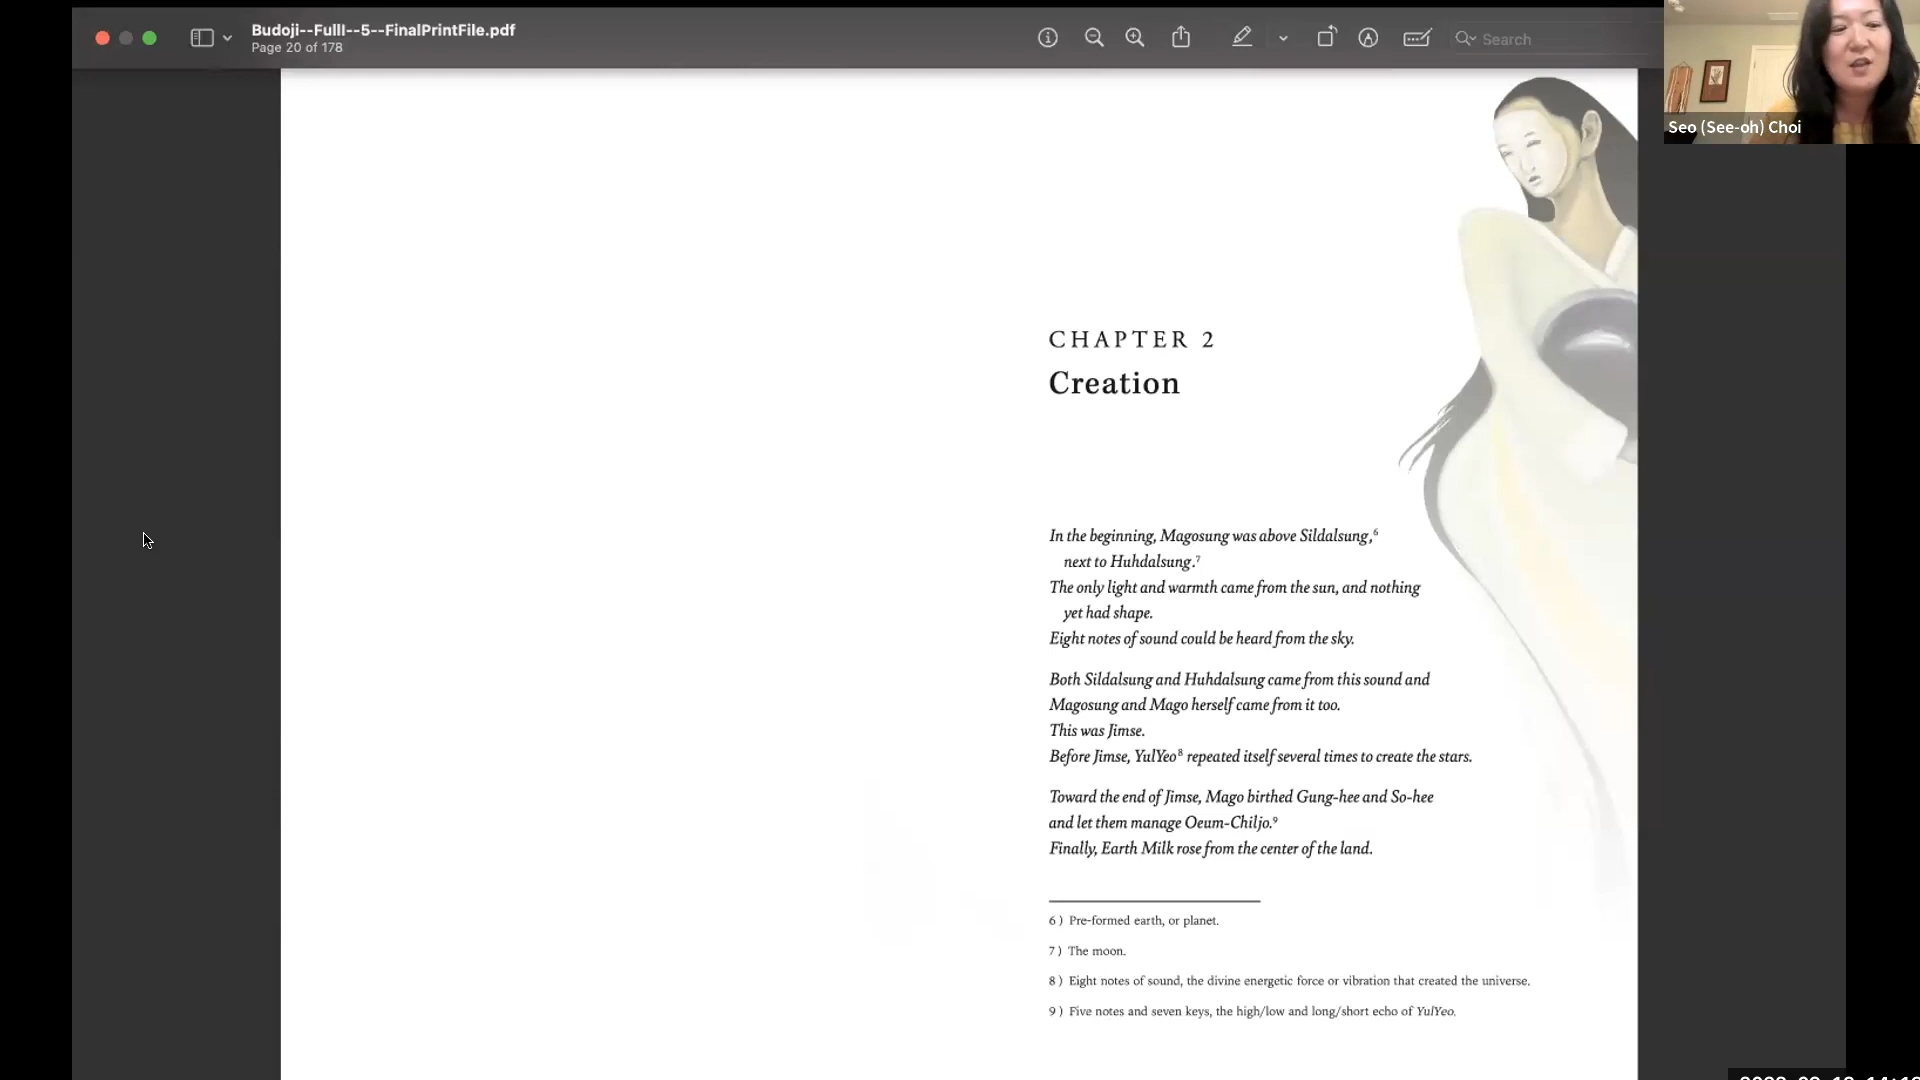 Budoji--Fulll--5--FinalPrintFile.pdf
Page 20 of 178
Search
Seo (See-oh) Choi
CHAPTER 2
Creation
In the beginning, Magosung was above Sildalsung,⁶
next to Huhdalsung.⁷
The only light and warmth came from the sun, and nothing
yet had shape.
Eight notes of sound could be heard from the sky.
Both Sildalsung and Huhdalsung came from this sound and
Magosung and Mago herself came from it too.
This was Jimse.
Before Jimse, YulYeo⁸ repeated itself several times to create the stars.
Toward the end of Jimse, Mago birthed Gung-hee and So-hee
and let them manage Oeum-Chiljo.⁹
Finally, Earth Milk rose from the center of the land.
6 ) Pre-formed earth, or planet.
7 ) The moon.
8 ) Eight notes of sound, the divine energetic force or vibration that created the universe.
9 ) Five notes and seven keys, the high/low and long/short echo of YulYeo.